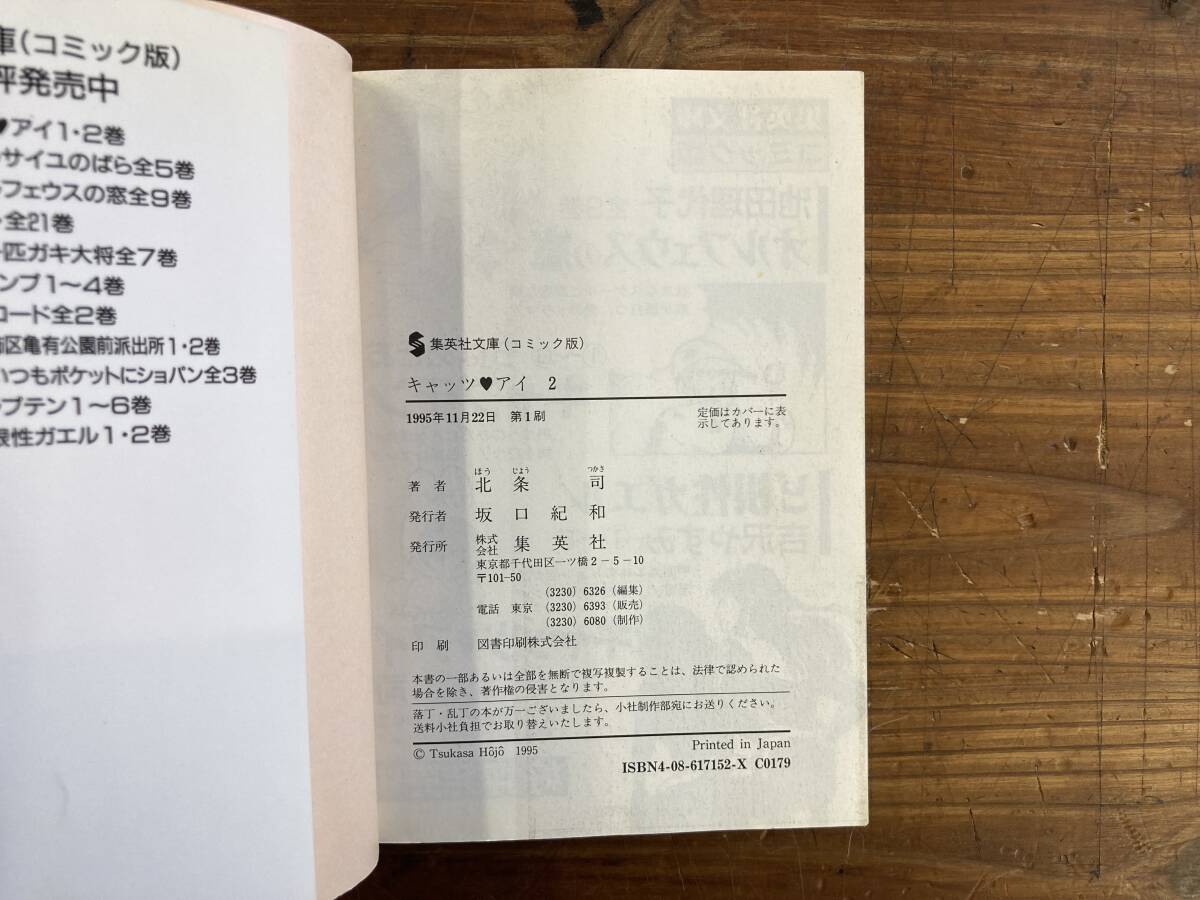 庫(コミック版)
評発売中
♥アイ1・2巻
サイユのばら全5巻
フェウスの窓全9巻
全21巻
匹ガキ大将全7巻
ンプ1〜4巻
コード全2巻
区亀有公園前派出所1・2巻
いつもポケットにショパン全3巻
プテン1〜6巻
根性ガエル1・2巻
集英社文庫(コミック版)
キャッツ♥アイ 2
1995年11月22日 第1刷
定価はカバーに表
示してあります。
ほう じょう つかさ
著者 北条 司
発行者 坂口紀和
発行所 株式会社 集英社
東京都千代田区一ツ橋2-5-10
〒101-50
(3230) 6326 (編集)
電話 東京 (3230) 6393 (販売)
(3230) 6080 (制作)
印刷 図書印刷株式会社
本書の一部あるいは全部を無断で複写複製することは、法律で認められた
場合を除き、著作権の侵害となります。
落丁・乱丁の本が万一ございましたら、小社制作部宛にお送りください。
送料小社負担でお取り替えいたします。
© Tsukasa Hôjô 1995
Printed in Japan
ISBN4-08-617152-X C0179